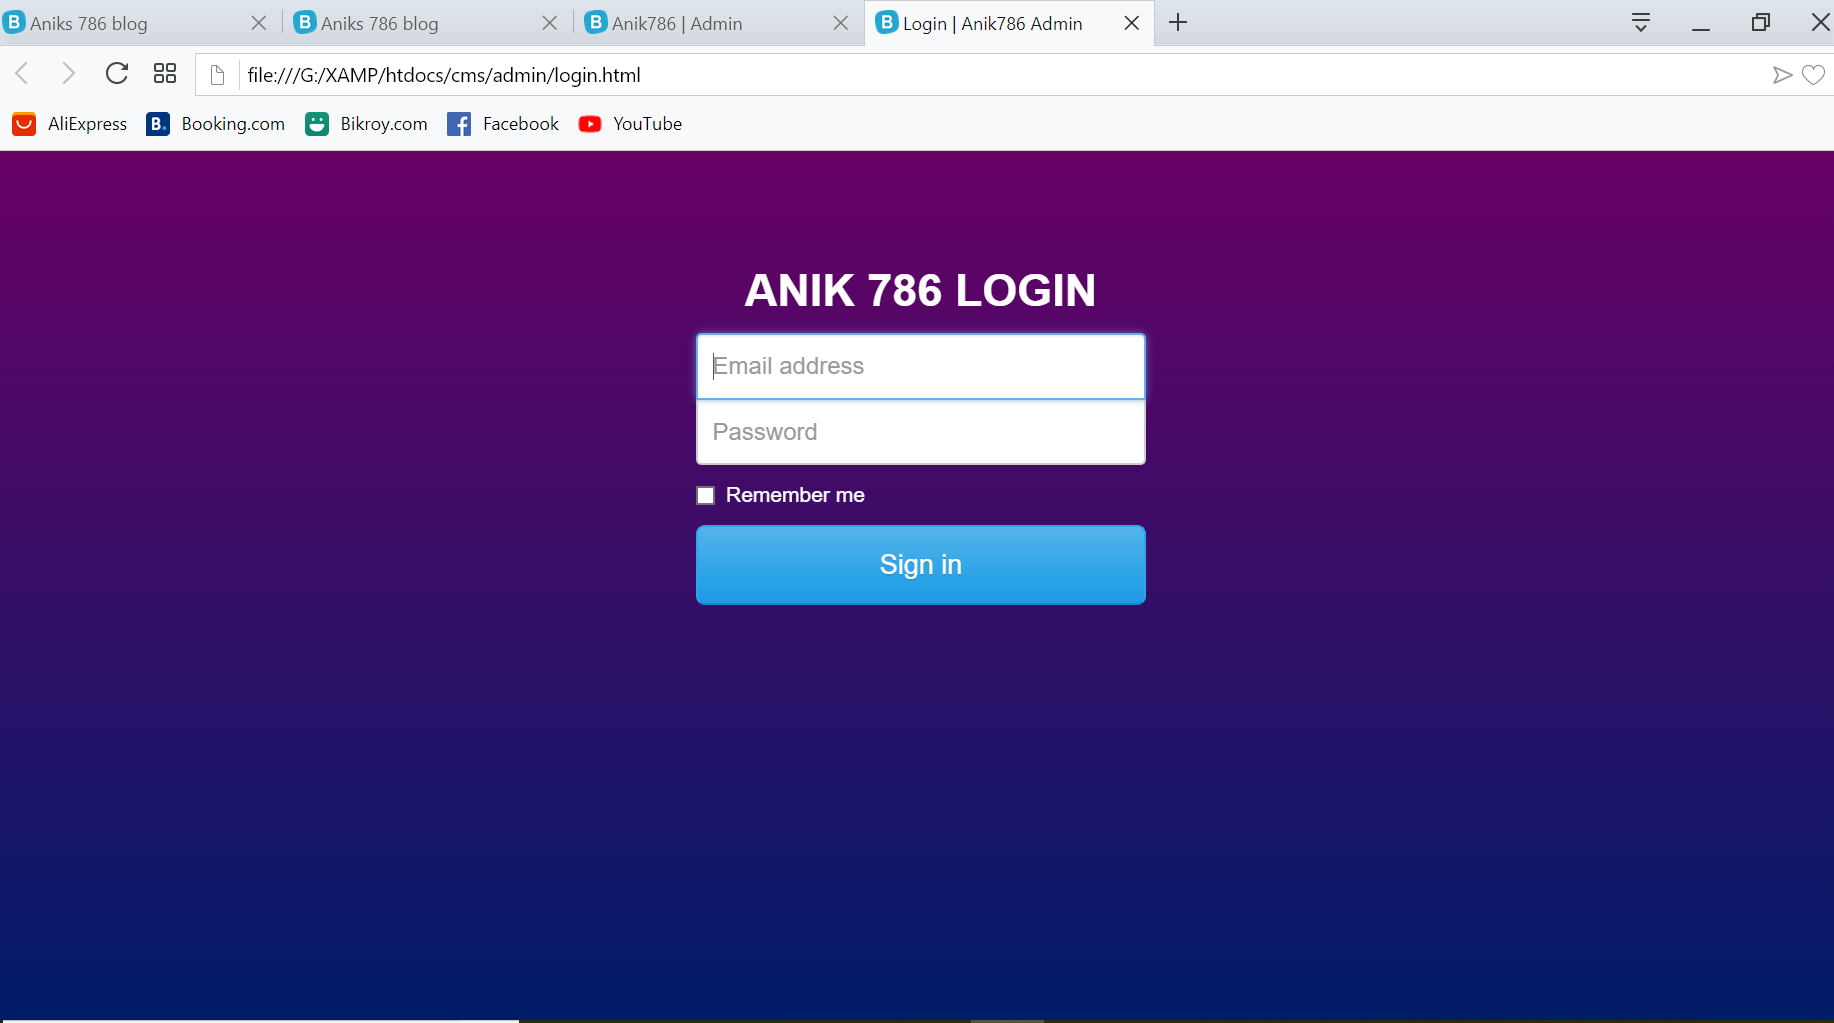 B Aniks 786 blog B Aniks 786 blog B Anik786 | Admin B Login | Anik786 Admin
file:///G:/XAMP/htdocs/cms/admin/login.html
AliExpress B. Booking.com Bikroy.com f Facebook YouTube
ANIK 786 LOGIN
Email address
Password
Remember me
Sign in